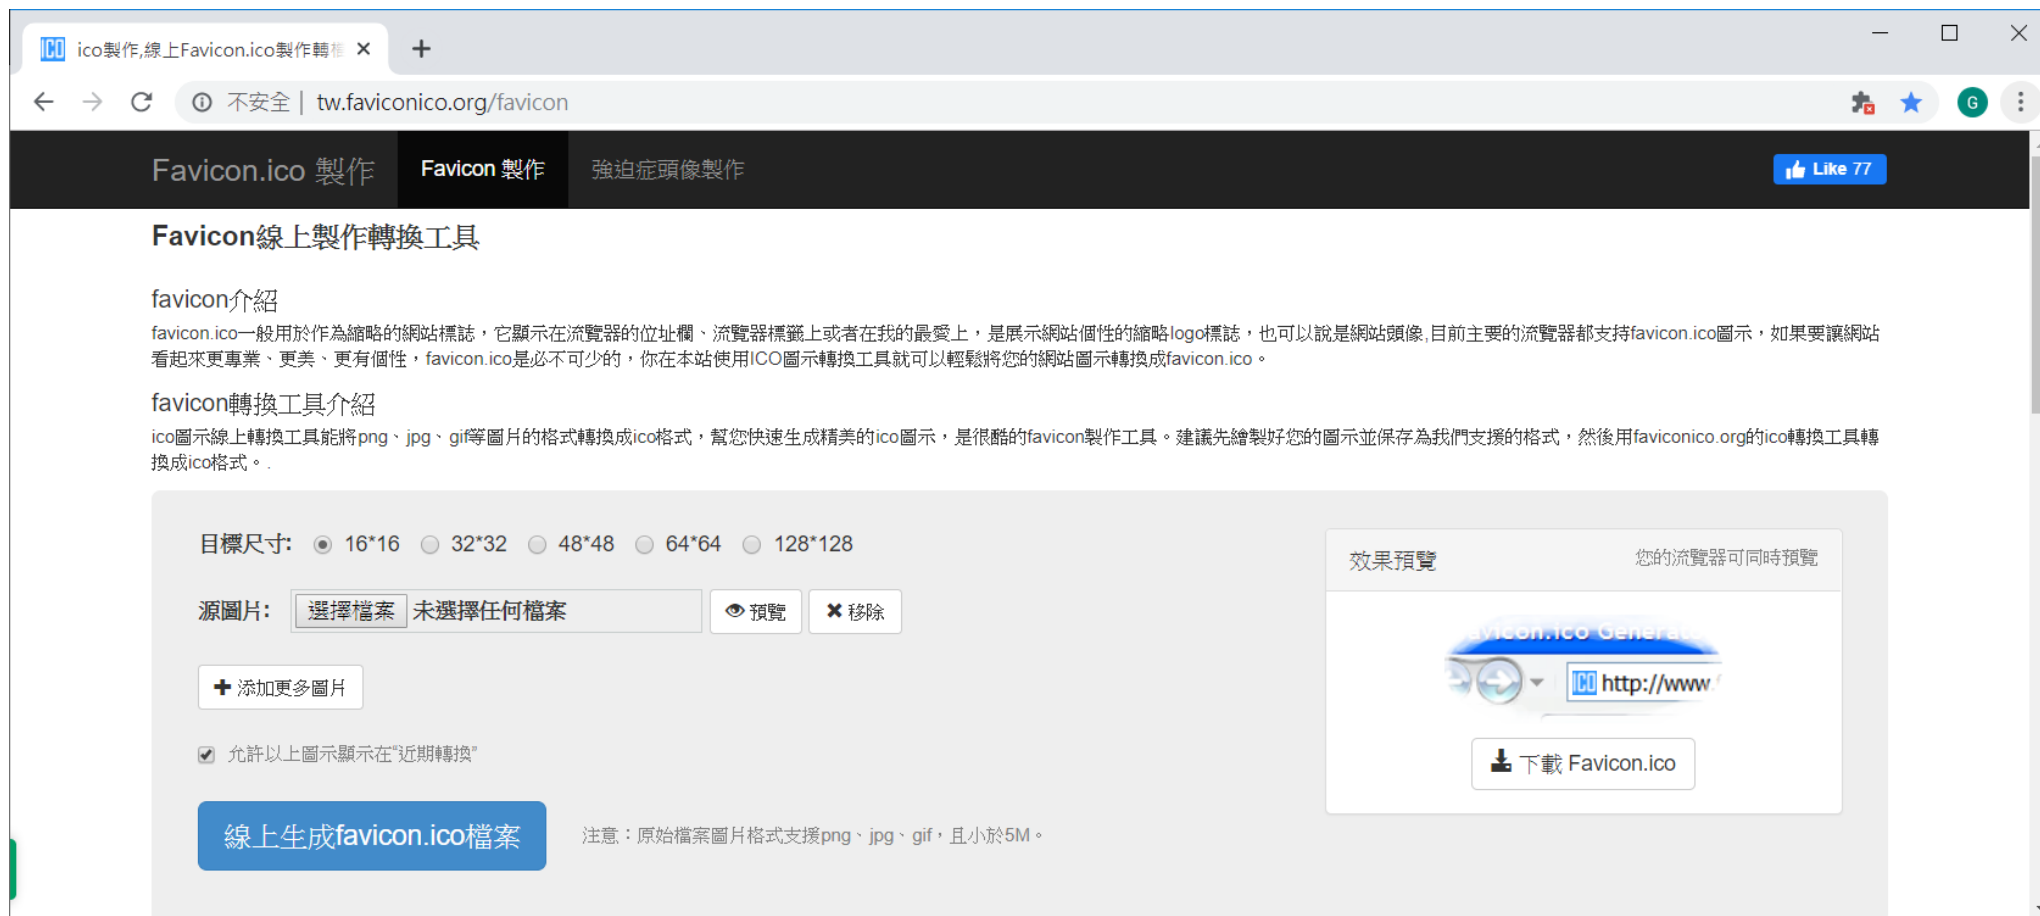 ICO ico製作,線上Favicon.ico製作轉
不安全 | tw.faviconico.org/favicon
G
Favicon.ico 製作 Favicon 製作 強迫症頭像製作 Like 77
Favicon線上製作轉換工具
favicon介紹
favicon.ico一般用於作為縮略的網站標誌，它顯示在流覽器的位址欄、流覽器標籤上或者在我的最愛上，是展示網站個性的縮略logo標誌，也可以說是網站頭像,目前主要的流覽器都支持favicon.ico圖示，如果要讓網站
看起來更專業、更美、更有個性，favicon.ico是必不可少的，你在本站使用ICO圖示轉換工具就可以輕鬆將您的網站圖示轉換成favicon.ico。
favicon轉換工具介紹
ico圖示線上轉換工具能將png、jpg、gif等圖片的格式轉換成ico格式，幫您快速生成精美的ico圖示，是很酷的favicon製作工具。建議先繪製好您的圖示並保存為我們支援的格式，然後用faviconico.org的ico轉換工具轉
換成ico格式。.
目標尺寸: 16*16 32*32 48*48 64*64 128*128
源圖片: 選擇檔案 未選擇任何檔案 預覽 移除
添加更多圖片
允許以上圖示顯示在“近期轉換”
線上生成favicon.ico檔案 注意：原始檔案圖片格式支援png、jpg、gif，且小於5M。
效果預覽 您的流覽器可同時預覽
avicon.ico Genera
ICO http://www.
下載 Favicon.ico